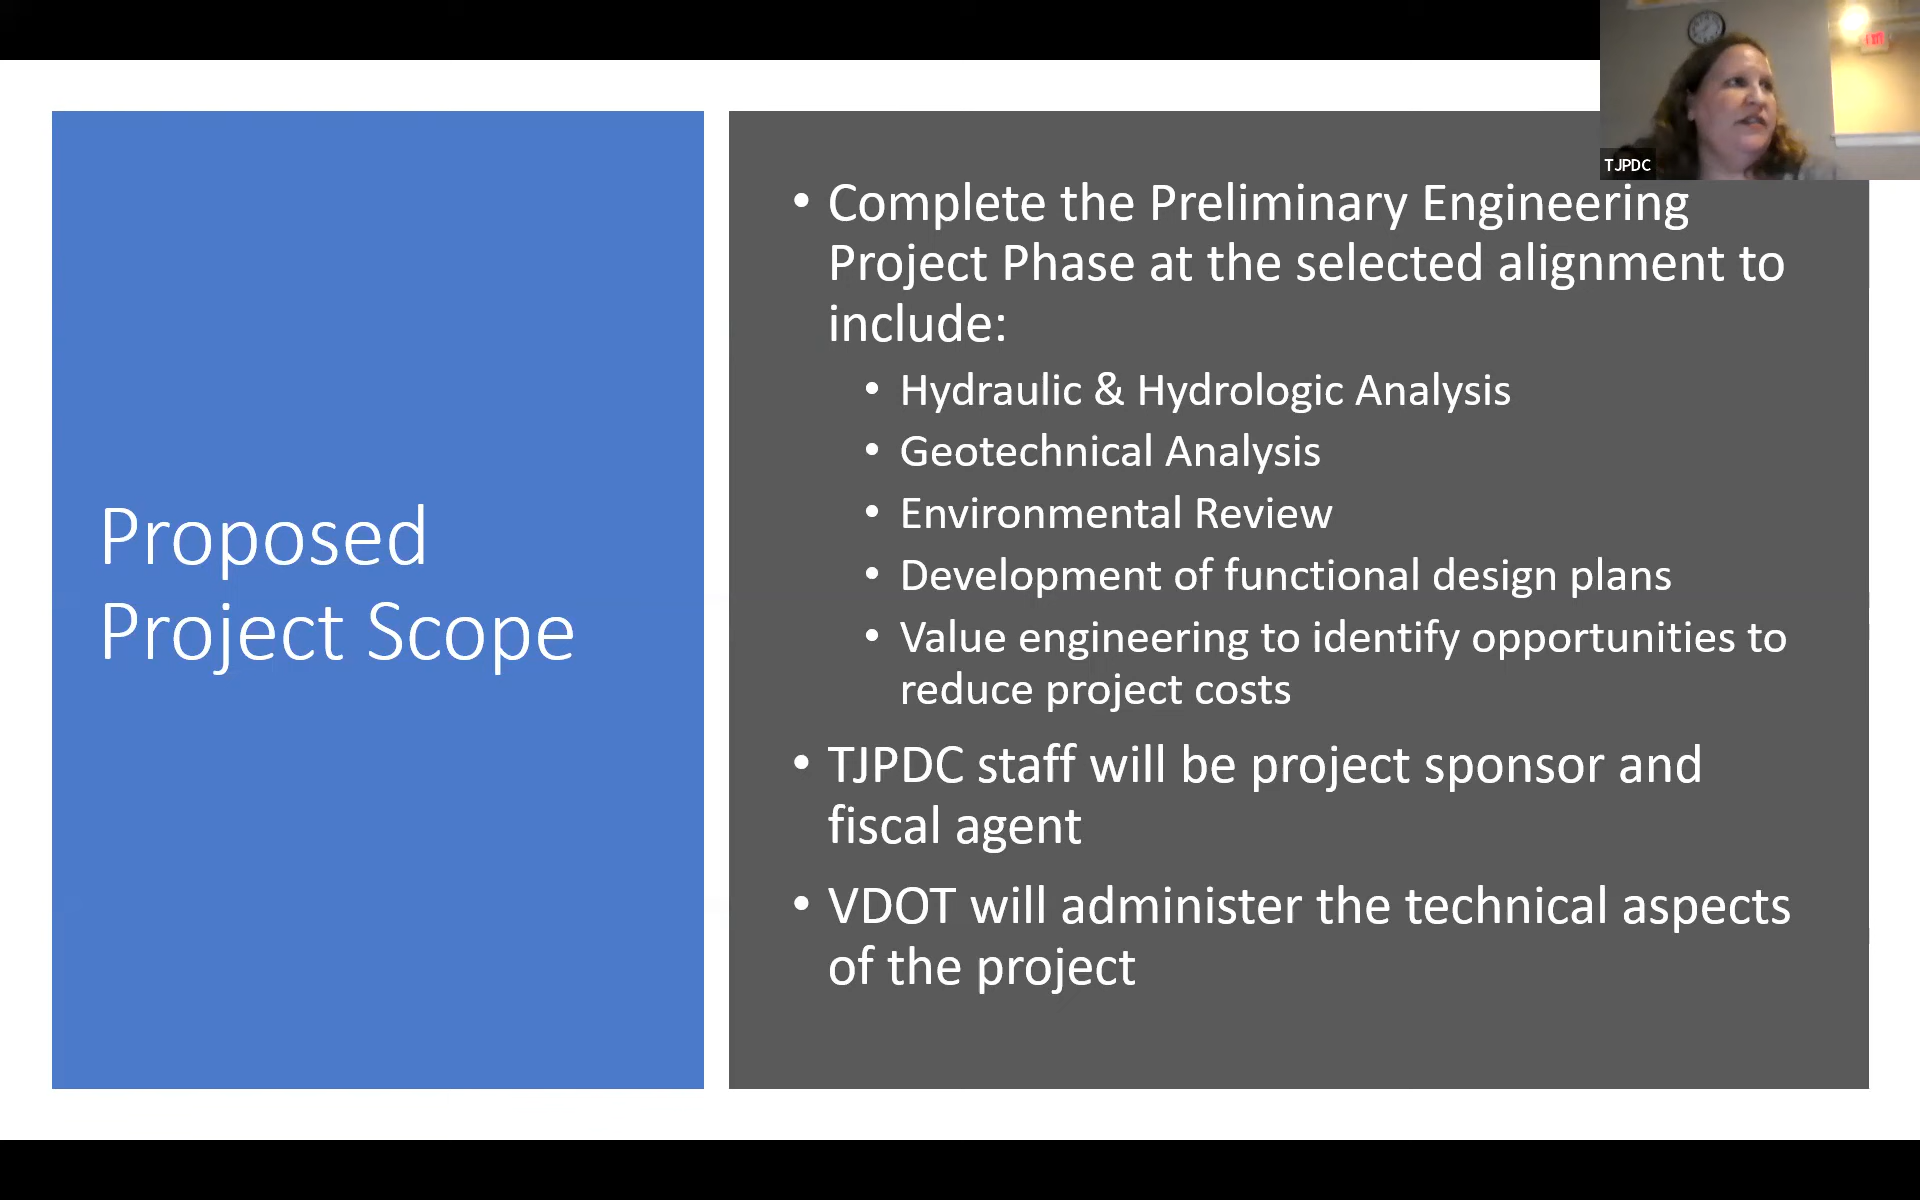 TJPDC
Proposed
Project Scope
• Complete the Preliminary Engineering
Project Phase at the selected alignment to
include:
• Hydraulic & Hydrologic Analysis
• Geotechnical Analysis
• Environmental Review
• Development of functional design plans
• Value engineering to identify opportunities to
reduce project costs
• TJPDC staff will be project sponsor and
fiscal agent
• VDOT will administer the technical aspects
of the project